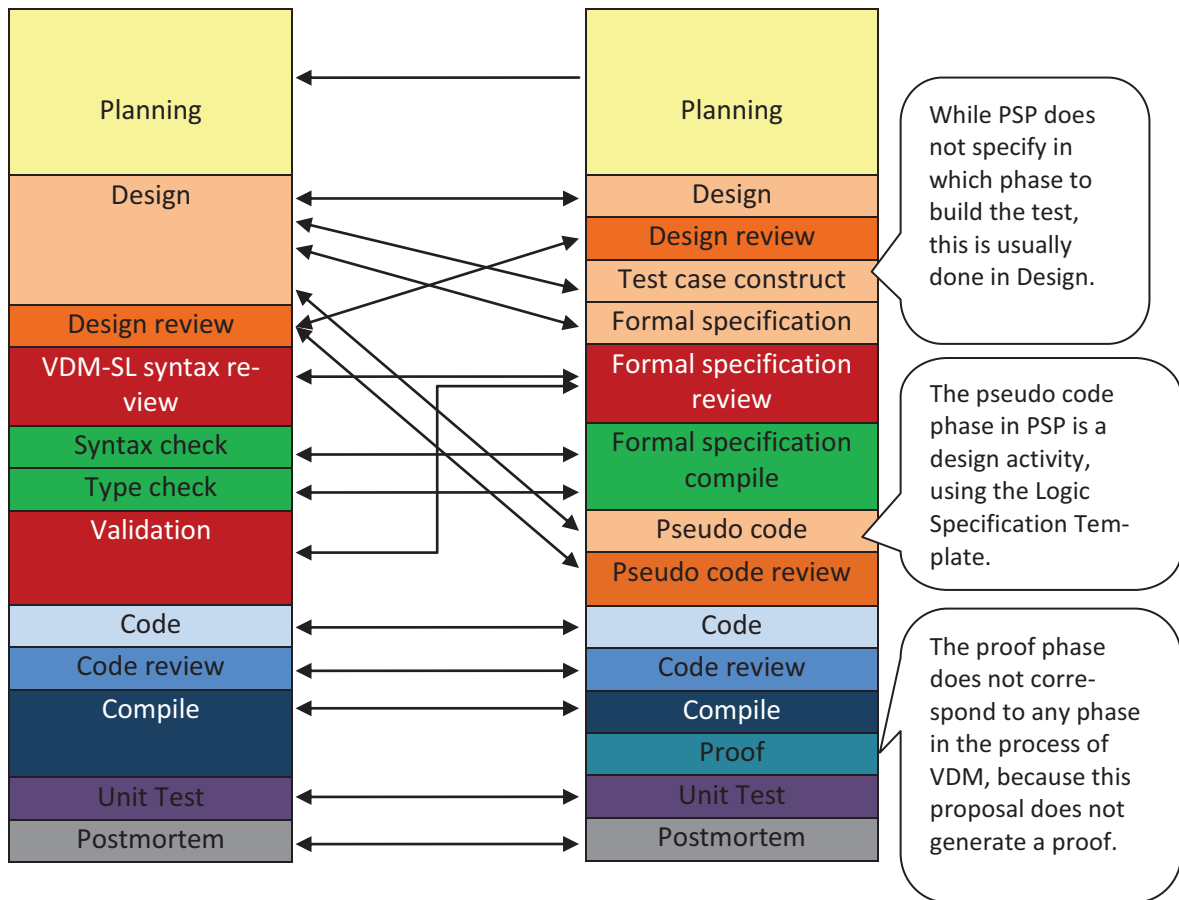 Planning
Design
Design review
VDM-SL syntax re-
view
Syntax check
Type check
Validation
Code
Code review
Compile
Unit Test
Postmortem
Planning
Design
Design review
Test case construct
Formal specification
Formal specification
review
Formal specification
compile
Pseudo code
Pseudo code review
Code
Code review
Compile
Proof
Unit Test
Postmortem
While PSP does
not specify in
which phase to
build the test,
this is usually
done in Design.
The pseudo code
phase in PSP is a
design activity,
using the Logic
Specification Tem-
plate.
The proof phase
does not corre-
spond to any phase
in the process of
VDM, because this
proposal does not
generate a proof.